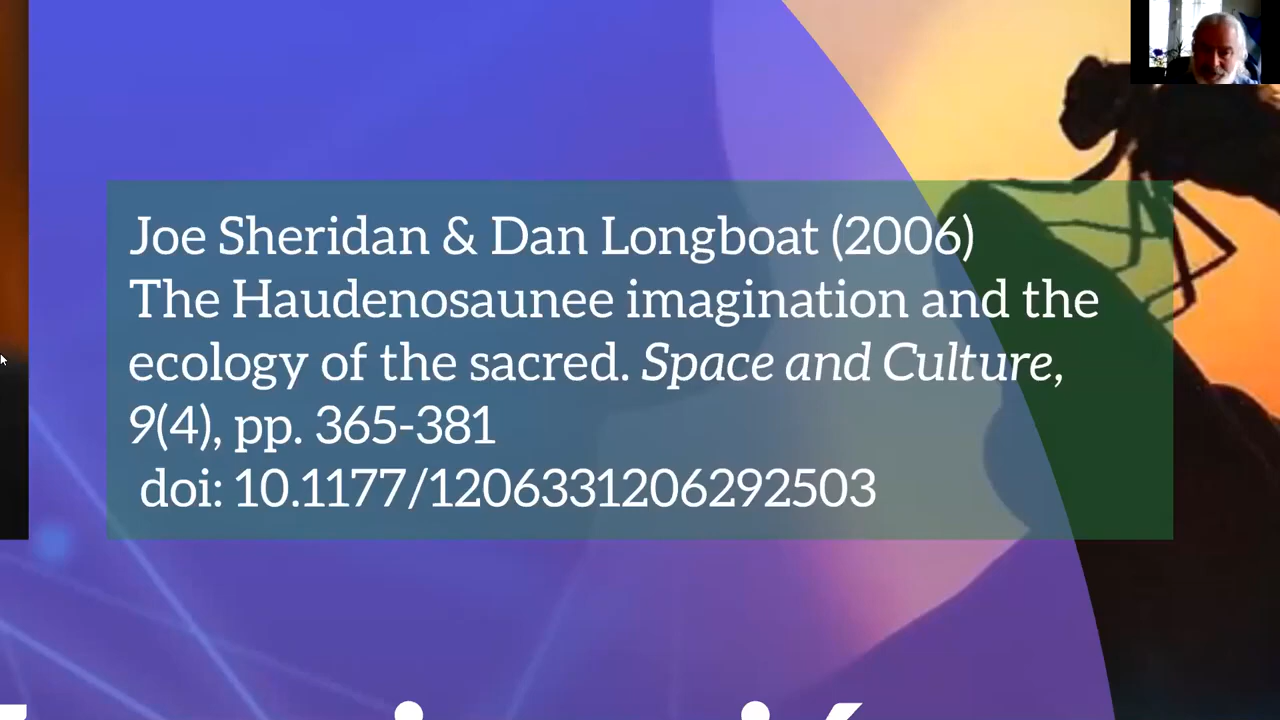 Joe Sheridan & Dan Longboat (2006)
The Haudenosaunee imagination and the
ecology of the sacred. Space and Culture,
9(4), pp. 365-381
doi: 10.1177/1206331206292503